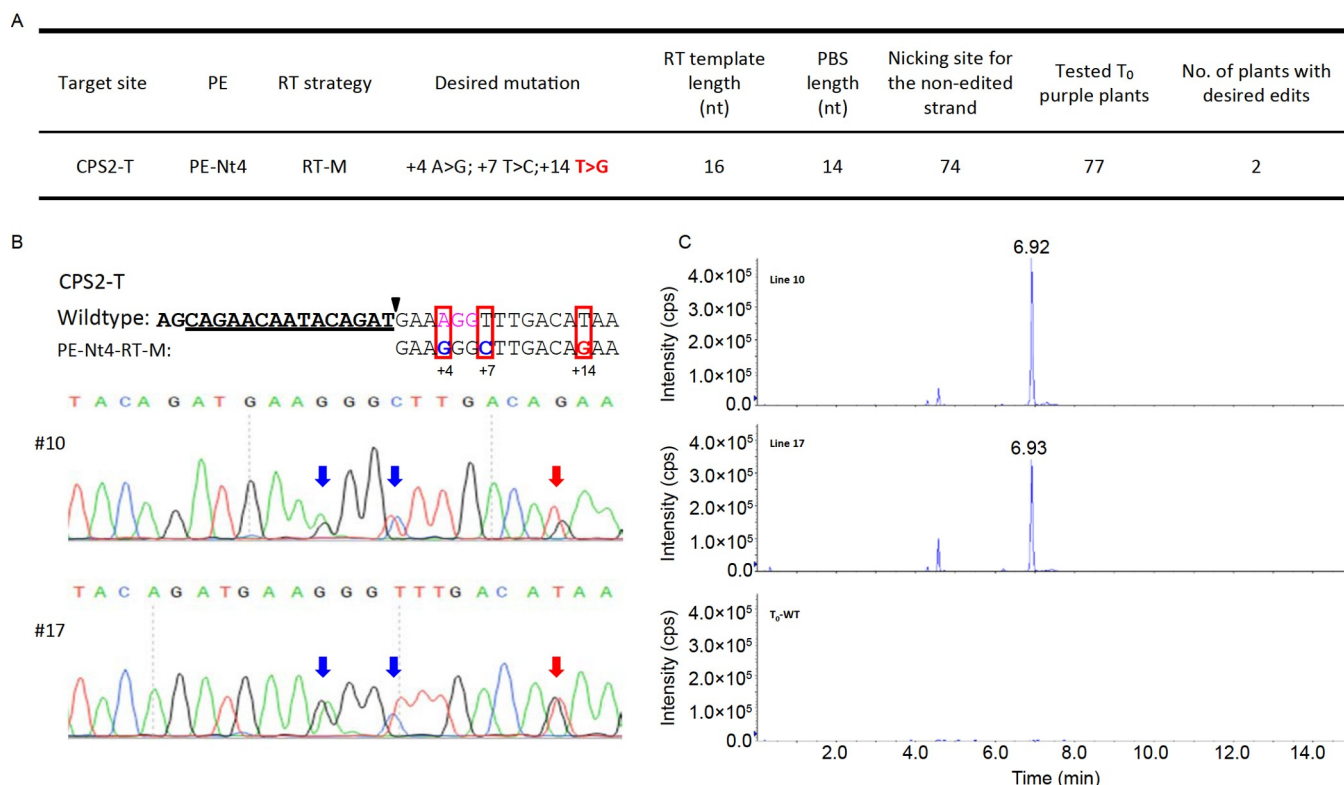 A
Target site PE RT strategy Desired mutation RT template length (nt) PBS length (nt) Nicking site for the non-edited strand Tested T₀ purple plants No. of plants with desired edits
CPS2-T PE-Nt4 RT-M +4 A>G; +7 T>C;+14 T>G 16 14 74 77 2
B
CPS2-T
Wildtype: AGCAGAACAATACAGATGAAAGGTTTGACATAA
PE-Nt4-RT-M: GAAGGGCTTGACAGAA
+4 +7 +14
T A C A G A T G A A G G G C T T G A C A G A A
#10
T A C A G A T G A A G G G T T T G A C A T A A
#17
C
Intensity (cps)
4.0×10⁵
3.0×10⁵
2.0×10⁵
1.0×10⁵
0.0
Line 10
6.92
Intensity (cps)
4.0×10⁵
3.0×10⁵
2.0×10⁵
1.0×10⁵
0.0
Line 17
6.93
Intensity (cps)
4.0×10⁵
3.0×10⁵
2.0×10⁵
1.0×10⁵
0.0
T₀-WT
2.0 4.0 6.0 8.0 10.0 12.0 14.0
Time (min)